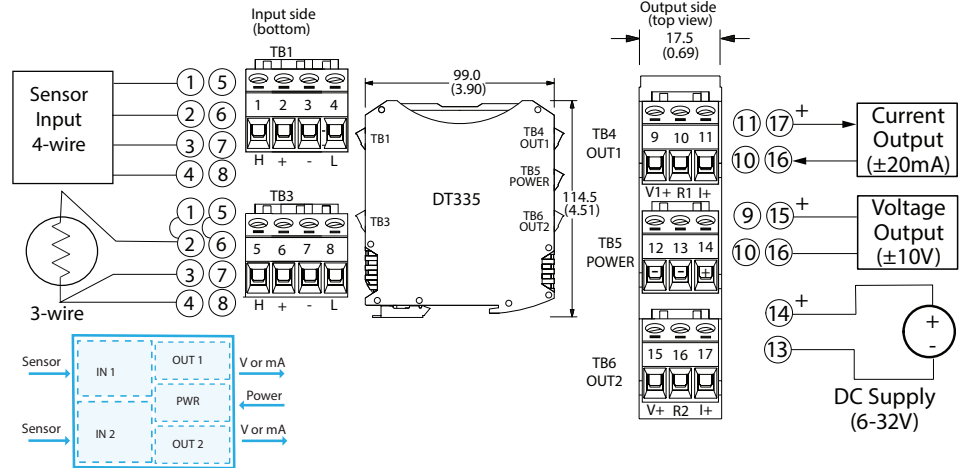 Input side
(bottom)
TB1
Sensor
Input
4-wire
1 5
2 6
3 7
4 8
1 2 3 4
H + - L
TB3
1 5
2 6
3 7
4 8
3-wire
5 6 7 8
H + - L
99.0
(3.90)
TB1
TB3
DT335
TB4
OUT1
TB5
POWER
TB6
OUT2
114.5
(4.51)
Output side
(top view)
17.5
(0.69)
TB4
OUT1
9 10 11
V1+ R1 I+
TB5
POWER
12 13 14
- - +
TB6
OUT2
15 16 17
V+ R2 I+
11 17 +
10 16
Current
Output
(±20mA)
9 15 +
10 16
Voltage
Output
(±10V)
14 +
13
+
-
DC Supply
(6-32V)
Sensor
IN 1
OUT 1
V or mA
PWR
Power
Sensor
IN 2
OUT 2
V or mA